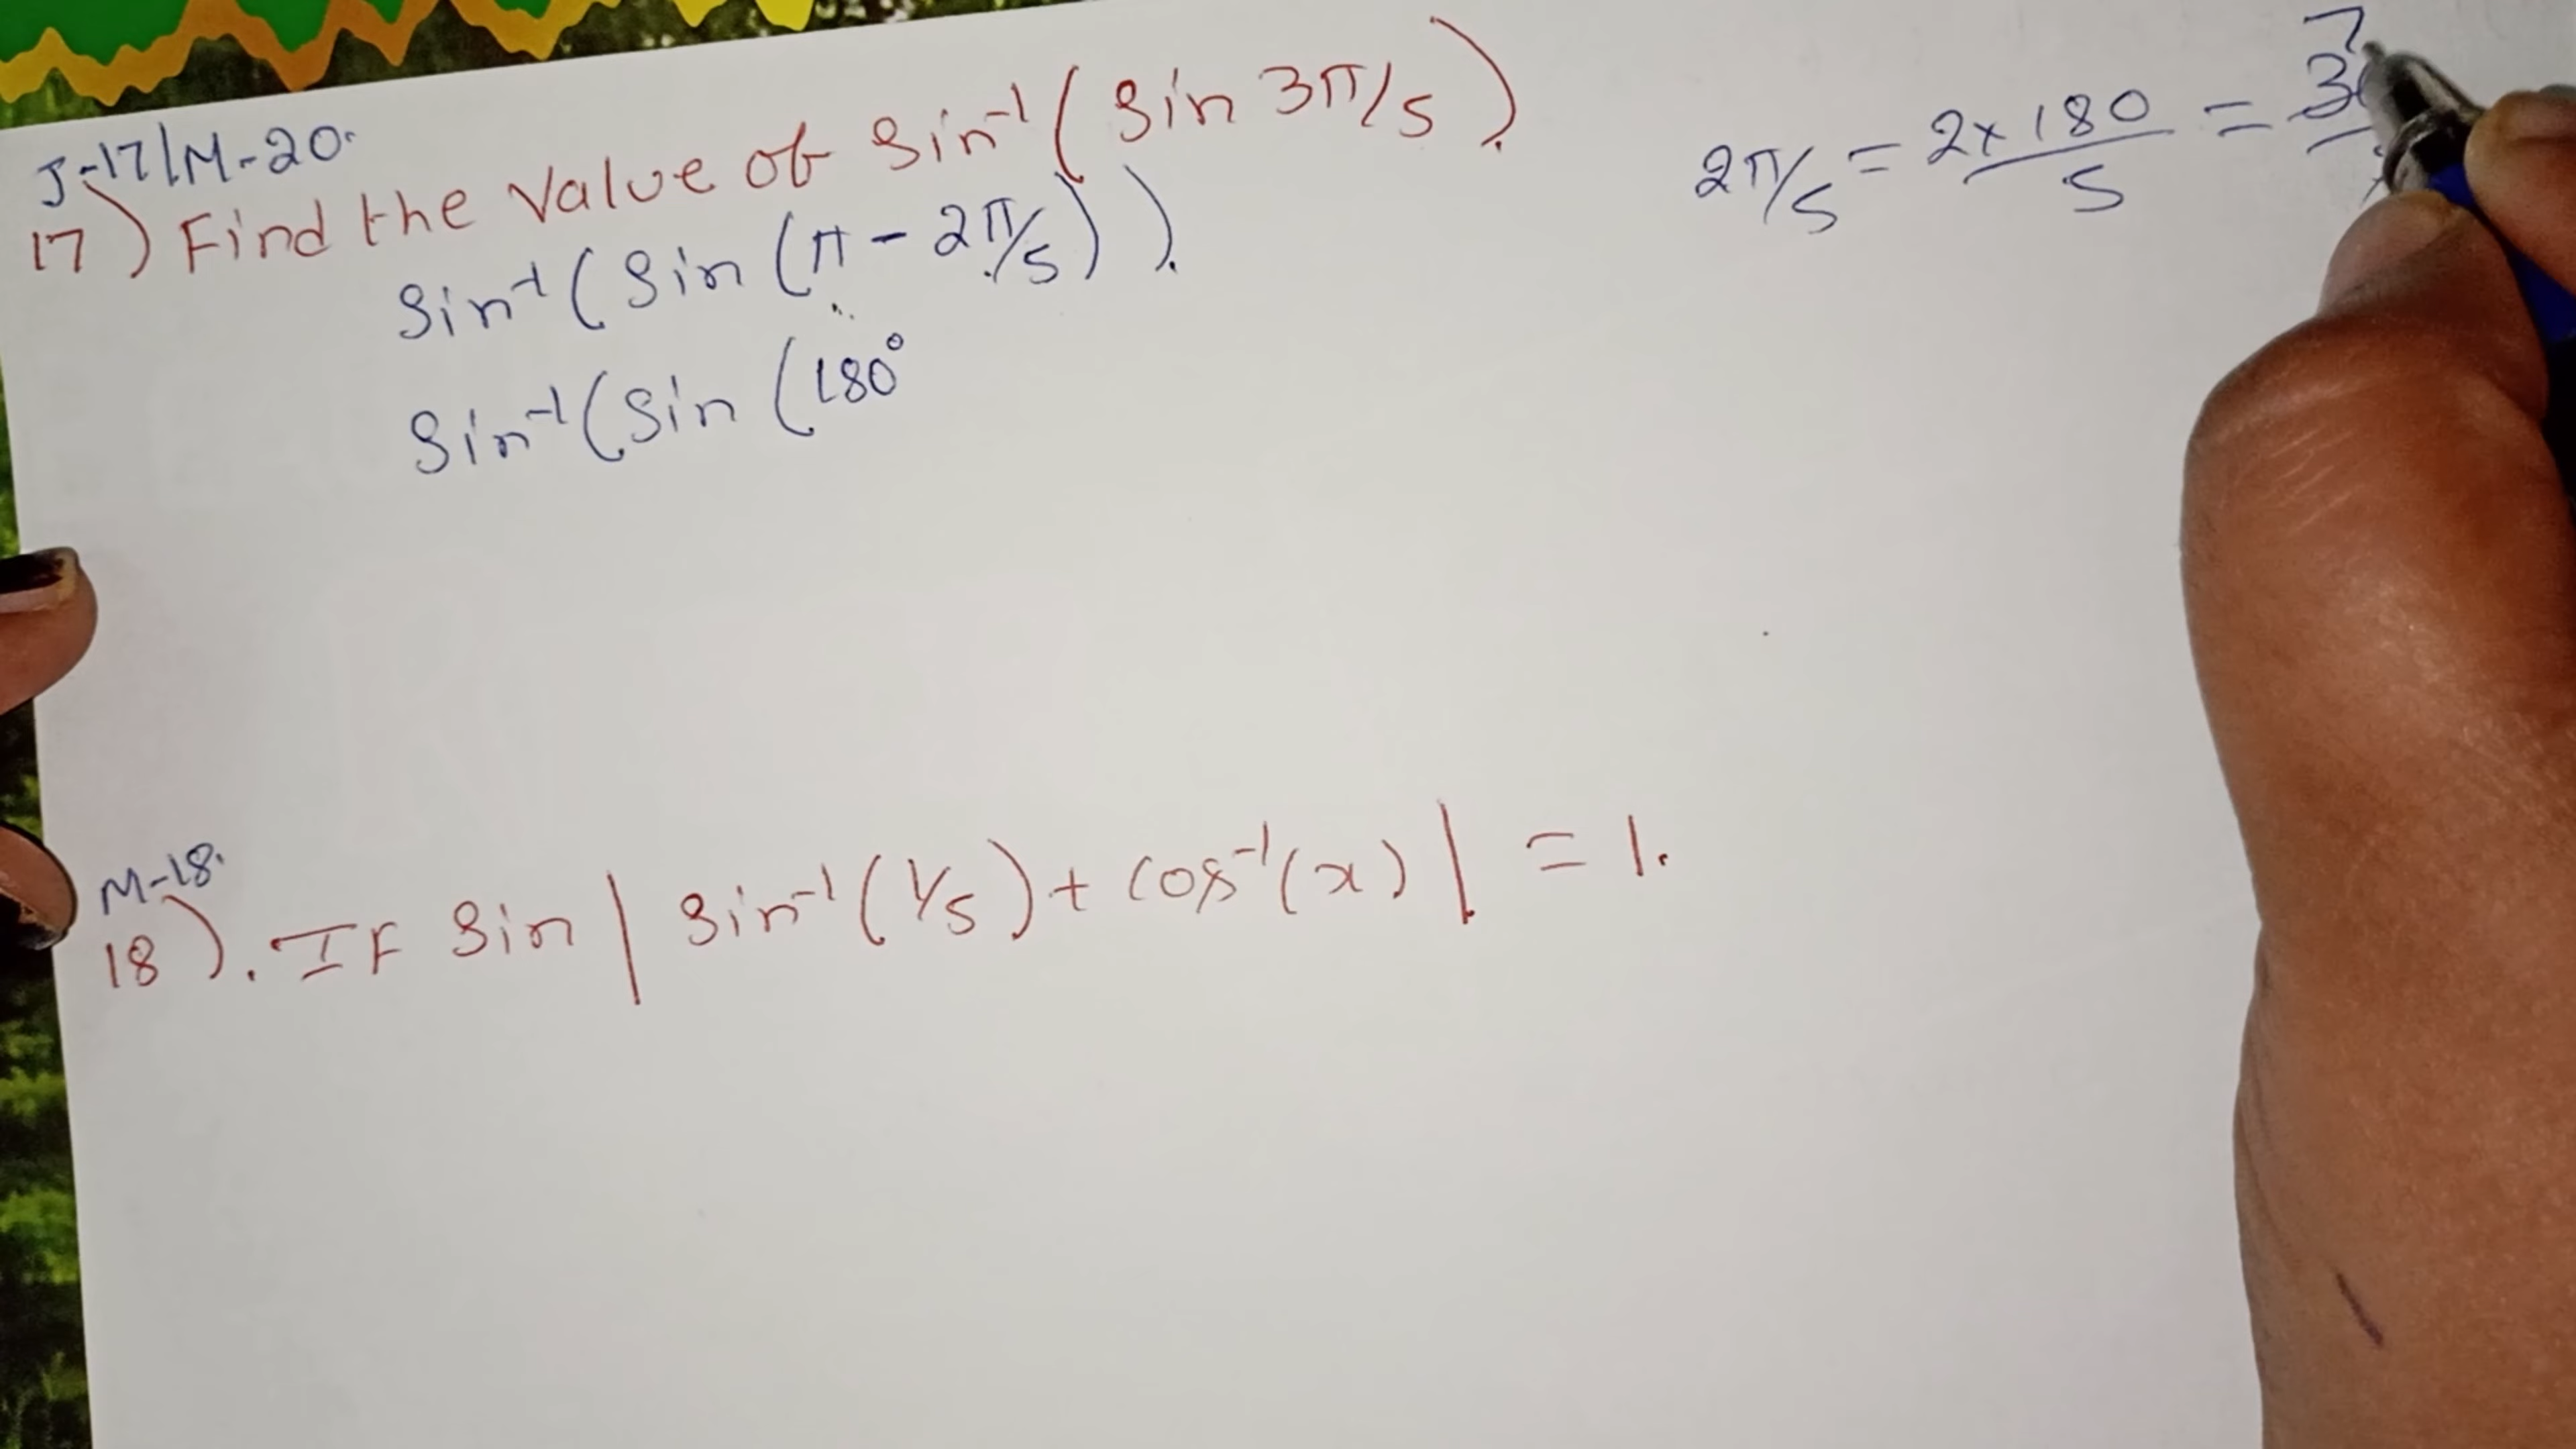 J-17/M-20.
17) Find the value of Sin⁻¹(Sin 3π/5).
2π/5 = 2×180/5 =
Sin⁻¹(Sin(π-2π/5)).
Sin⁻¹(Sin(180°
M-18.
18). IF Sin | Sin⁻¹(1/5)+cos⁻¹(x) | = 1.